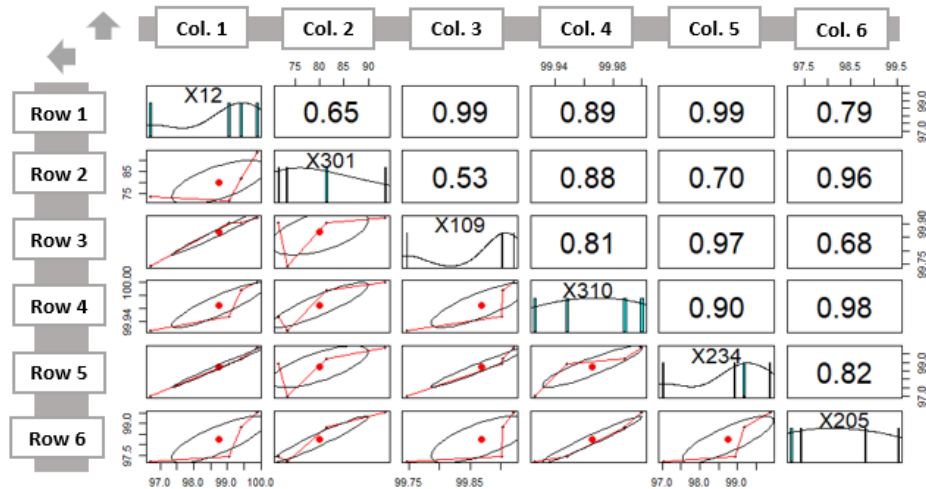 Col. 1 Col. 2 Col. 3 Col. 4 Col. 5 Col. 6
75 80 85 90 99.94 99.98 97.5 98.5 99.5
Row 1 X12 0.65 0.99 0.89 0.99 0.79 97.0 99.0
Row 2 75 85 X301 0.53 0.88 0.70 0.96
Row 3 X109 0.81 0.97 0.68 99.75 99.90
Row 4 99.94 100.00 X310 0.90 0.98
Row 5 X234 0.82 97.0 99.0
Row 6 97.5 99.0 X205
97.0 98.0 99.0 100.0 99.75 99.85 97.0 98.0 99.0